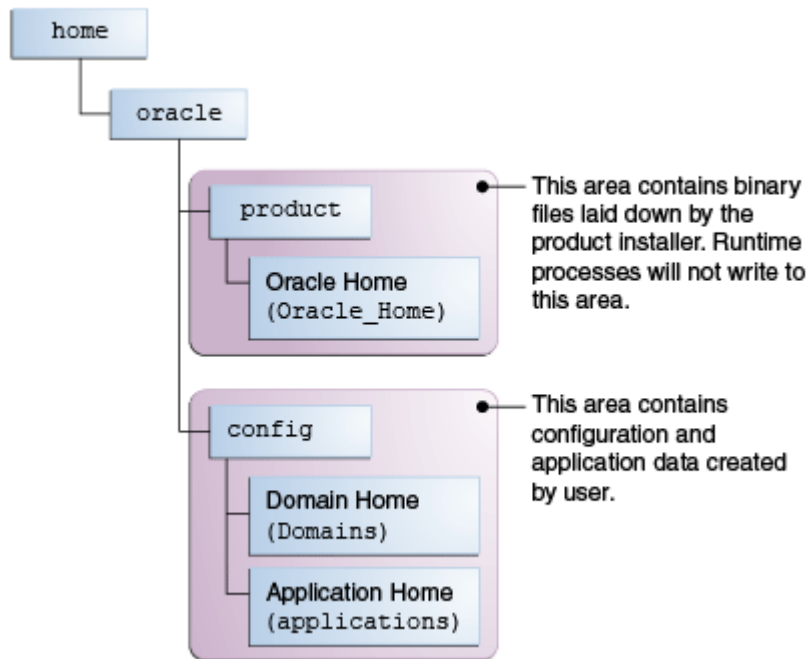 home
oracle
product
This area contains binary
files laid down by the
product installer. Runtime
processes will not write to
this area.
Oracle Home
(Oracle_Home)
config
This area contains
configuration and
application data created
by user.
Domain Home
(Domains)
Application Home
(applications)